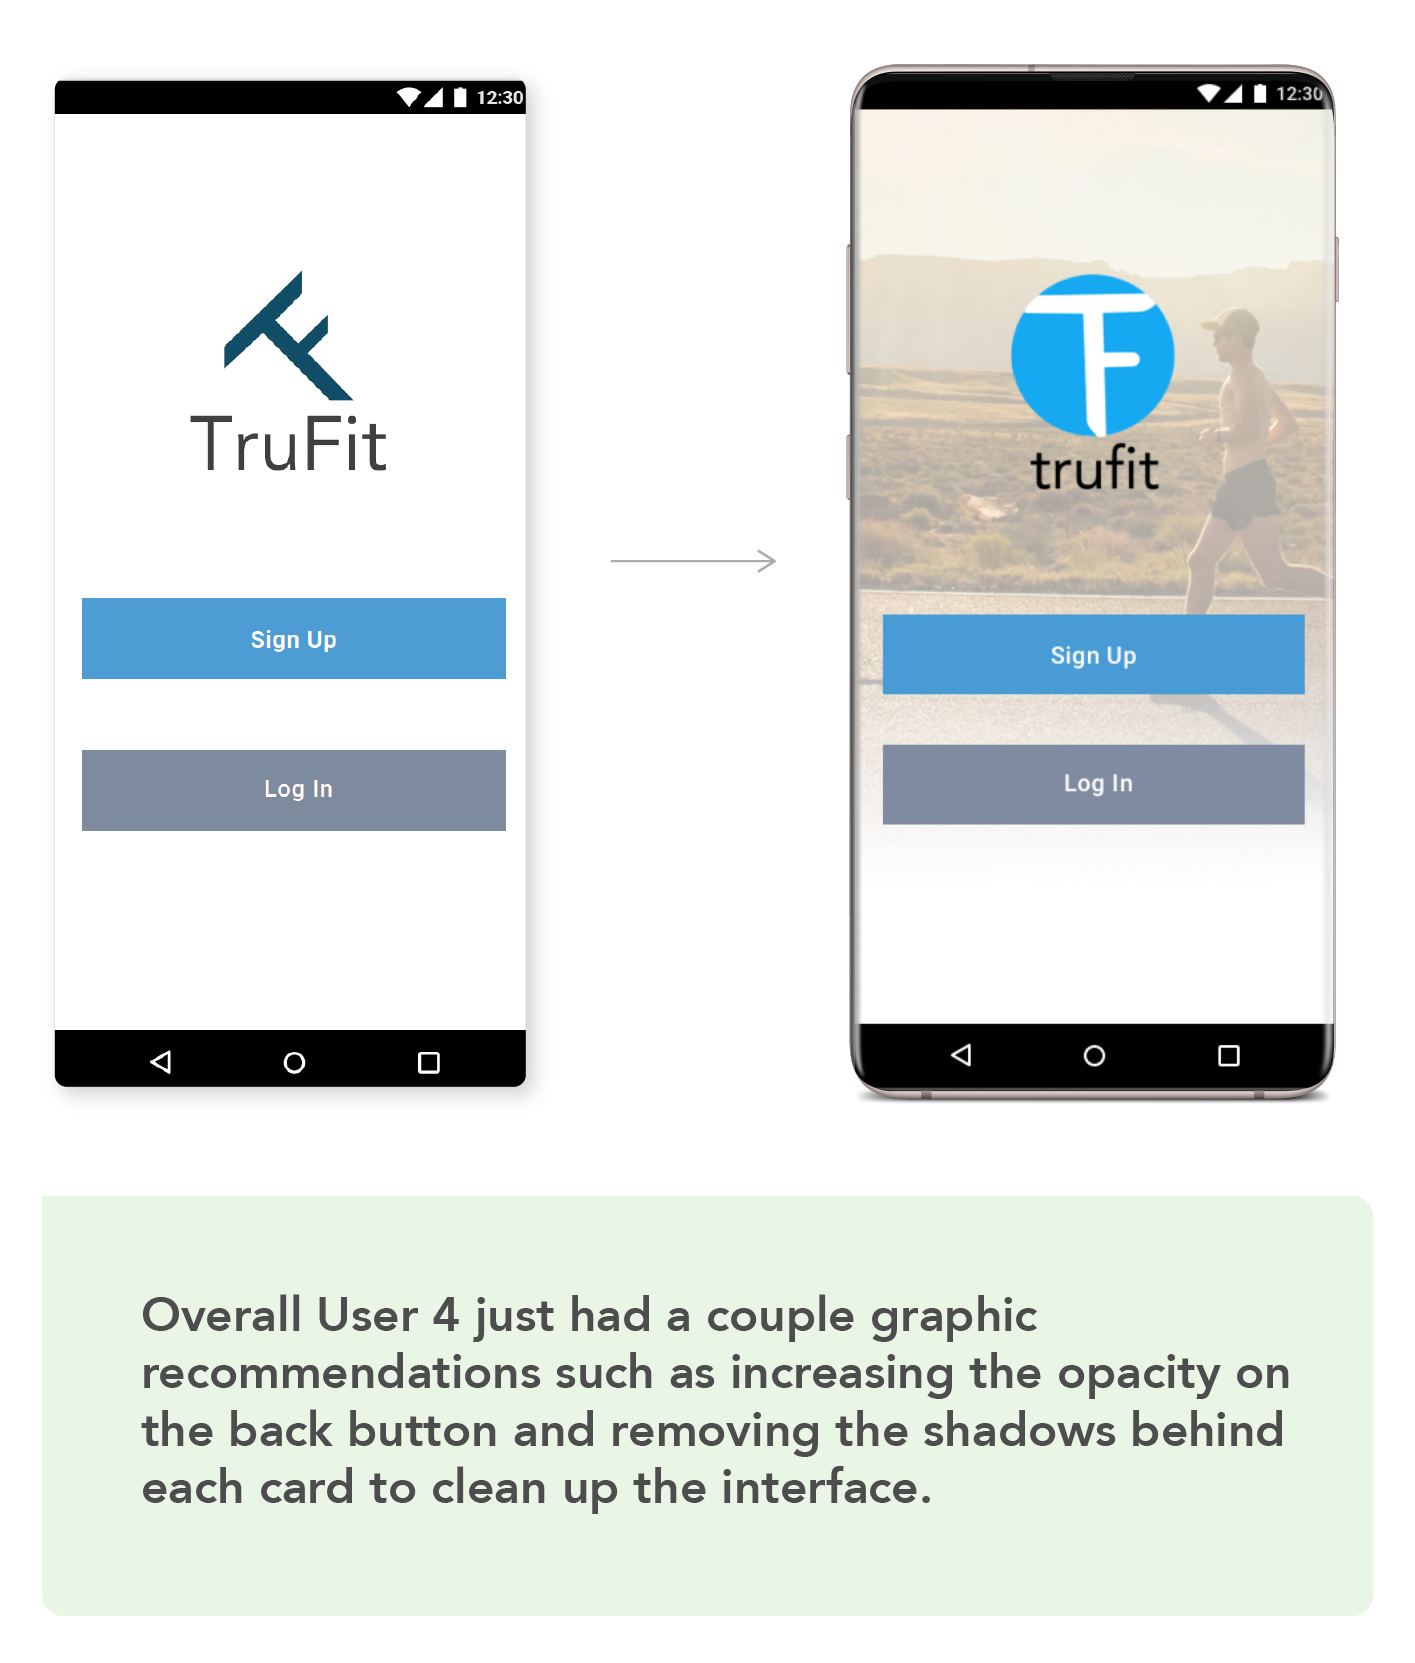 12:30
TruFit
Sign Up
Log In
12:30
TF
trufit
Sign Up
Log In
Overall User 4 just had a couple graphic
recommendations such as increasing the opacity on
the back button and removing the shadows behind
each card to clean up the interface.